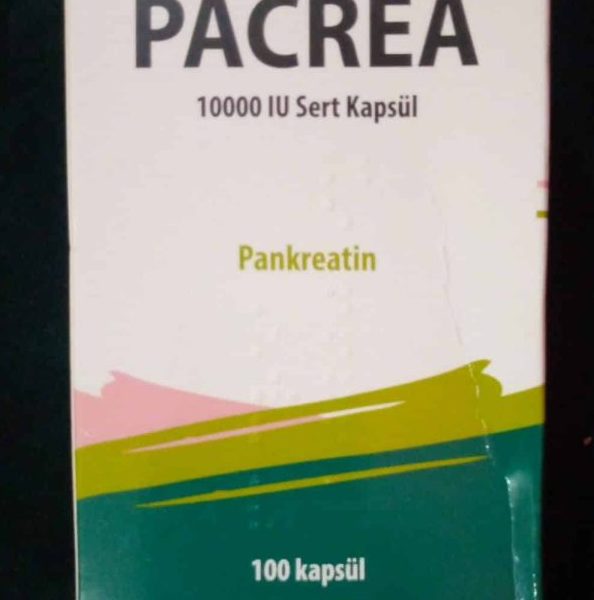 PACREA
10000 IU Sert Kapsül
Pankreatin
100 kapsül